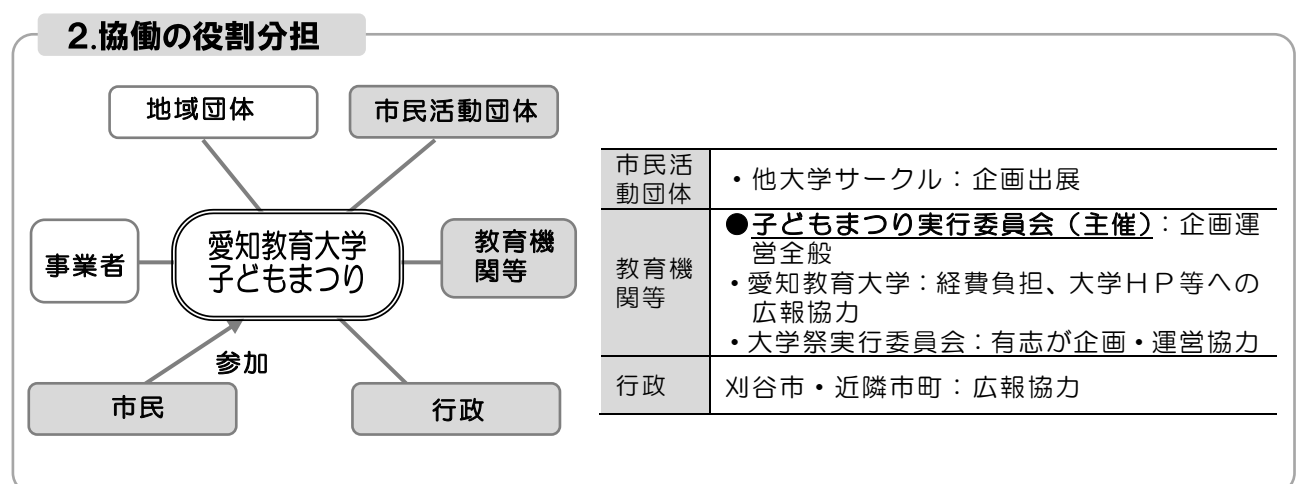 2.協働の役割分担
地域団体
市民活動団体
事業者
愛知教育大学
子どもまつり
教育機
関等
参加
市民
行政
市民活
動団体
・他大学サークル：企画出展
教育機
関等
●子どもまつり実行委員会（主催）：企画運
営全般
・愛知教育大学：経費負担、大学ＨＰ等への
広報協力
・大学祭実行委員会：有志が企画・運営協力
行政
刈谷市・近隣市町：広報協力